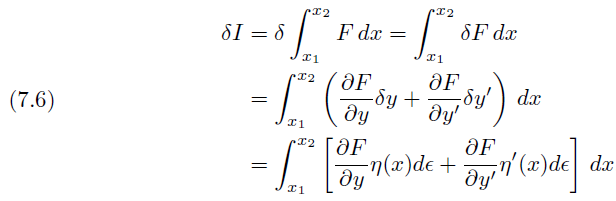 δI = δ ∫_{x_1}^{x_2} F dx = ∫_{x_1}^{x_2} δF dx
(7.6) = ∫_{x_1}^{x_2} ( ∂F/∂y δy + ∂F/∂y′ δy′ ) dx
= ∫_{x_1}^{x_2} [ ∂F/∂y η(x)dϵ + ∂F/∂y′ η′(x)dϵ ] dx